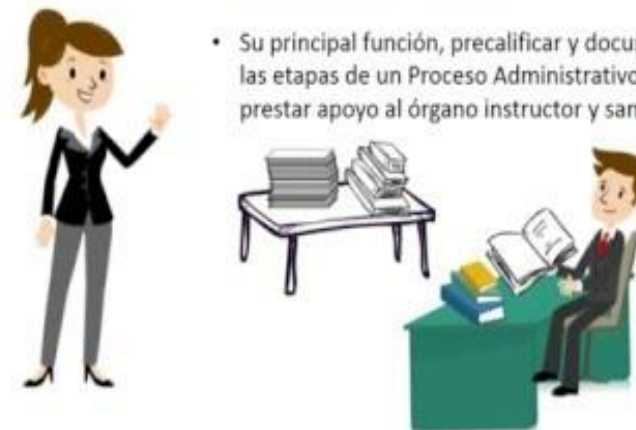 • Su principal función, precalificar y docu
las etapas de un Proceso Administrativo
prestar apoyo al órgano instructor y san